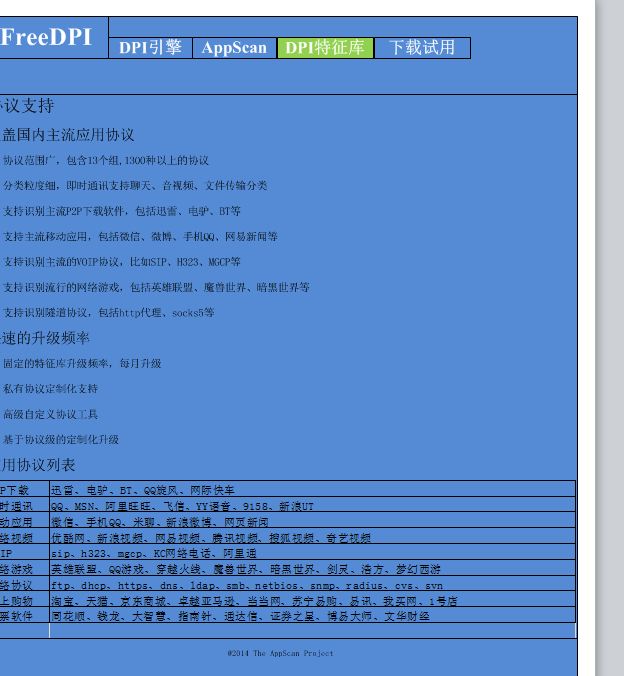 FreeDPI
DPI引擎 AppScan DPI特征库 下载试用
议支持
盖国内主流应用协议
协议范围广，包含13个组,1300种以上的协议
分类粒度细，即时通讯支持聊天、音视频、文件传输分类
支持识别主流P2P下载软件，包括迅雷、电驴、BT等
支持主流移动应用，包括微信、微博、手机QQ、网易新闻等
支持识别主流的VOIP协议，比如SIP、H323、MGCP等
支持识别流行的网络游戏，包括英雄联盟、魔兽世界、暗黑世界等
支持识别隧道协议，包括http代理、socks5等
速的升级频率
固定的特征库升级频率，每月升级
私有协议定制化支持
高级自定义协议工具
基于协议级的定制化升级
用协议列表
P下载 迅雷、电驴、BT、QQ旋风、网际快车
时通讯 QQ、MSN、阿里旺旺、飞信、YY语音、9158、新浪UT
动应用 微信、手机QQ、米聊、新浪微博、网页新闻
络视频 优酷网、新浪视频、网易视频、腾讯视频、搜狐视频、奇艺视频
IP sip、h323、mgcp、KC网络电话、阿里通
络游戏 英雄联盟、QQ游戏、穿越火线、魔兽世界、暗黑世界、剑灵、浩方、梦幻西游
络协议 ftp、dhcp、https、dns、ldap、smb、netbios、snmp、radius、cvs、svn
上购物 淘宝、天猫、京东商城、卓越亚马逊、当当网、苏宁易购、易讯、我买网、1号店
票软件 同花顺、钱龙、大智慧、指南针、通达信、证券之星、博易大师、文华财经
©2014 The AppScan Project